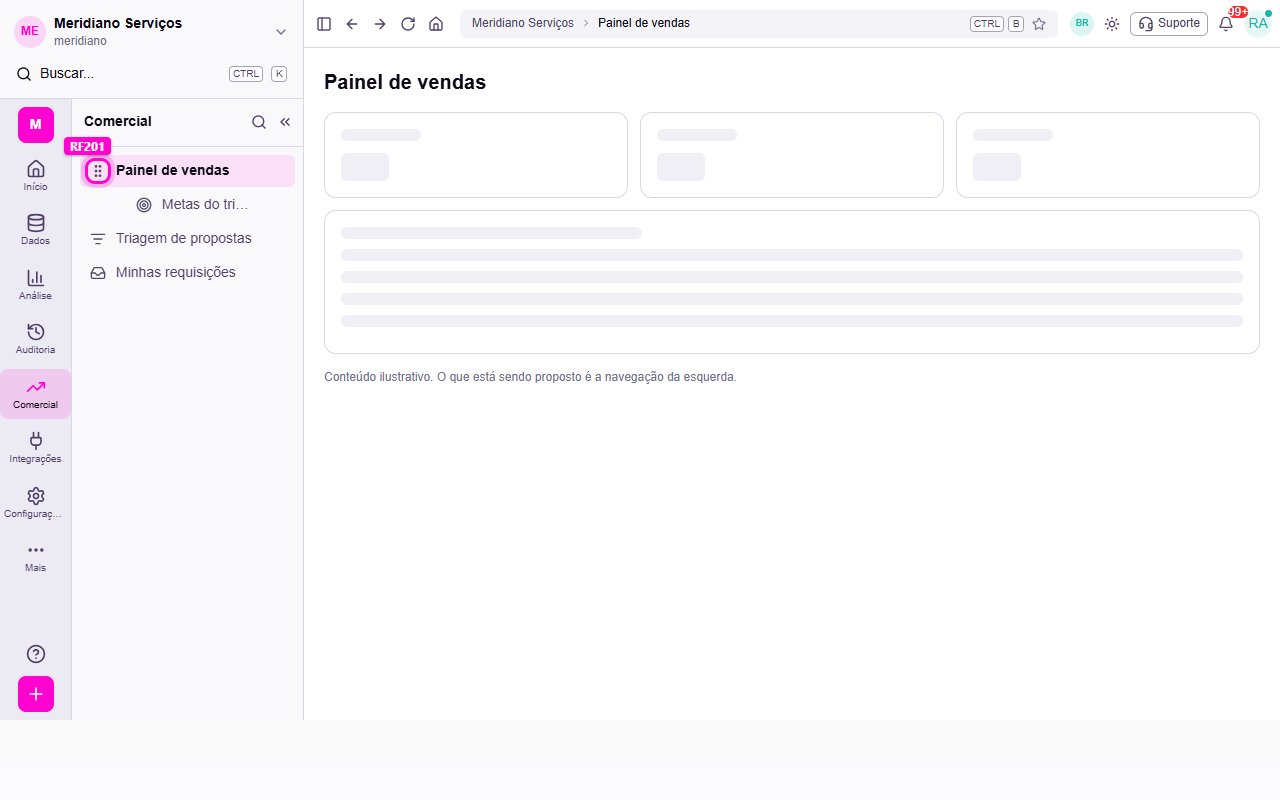 ME
Meridiano Serviços
meridiano
Buscar...
CTRL
K
Meridiano Serviços
Painel de vendas
CTRL
B
BR
Suporte
99+
RA
M
Início
Dados
Análise
Auditoria
Comercial
Integrações
Configuraç...
Mais
Comercial
RF201
Painel de vendas
Metas do tri...
Triagem de propostas
Minhas requisições
Painel de vendas
Conteúdo ilustrativo. O que está sendo proposto é a navegação da esquerda.